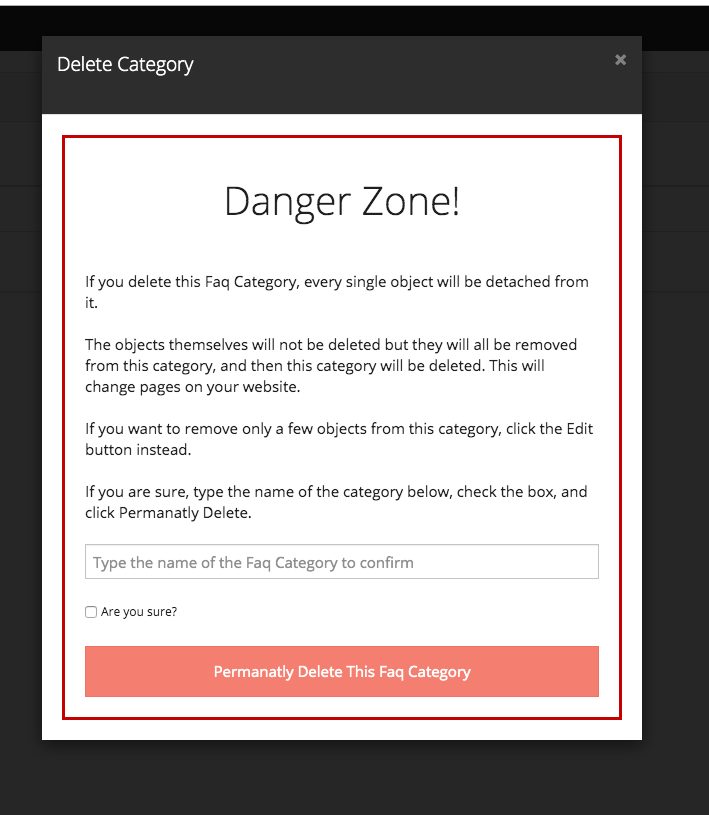 Delete Category
Danger Zone!
If you delete this Faq Category, every single object will be detached from
it.
The objects themselves will not be deleted but they will all be removed
from this category, and then this category will be deleted. This will
change pages on your website.
If you want to remove only a few objects from this category, click the Edit
button instead.
If you are sure, type the name of the category below, check the box, and
click Permanatly Delete.
Type the name of the Faq Category to confirm
Are you sure?
Permanatly Delete This Faq Category